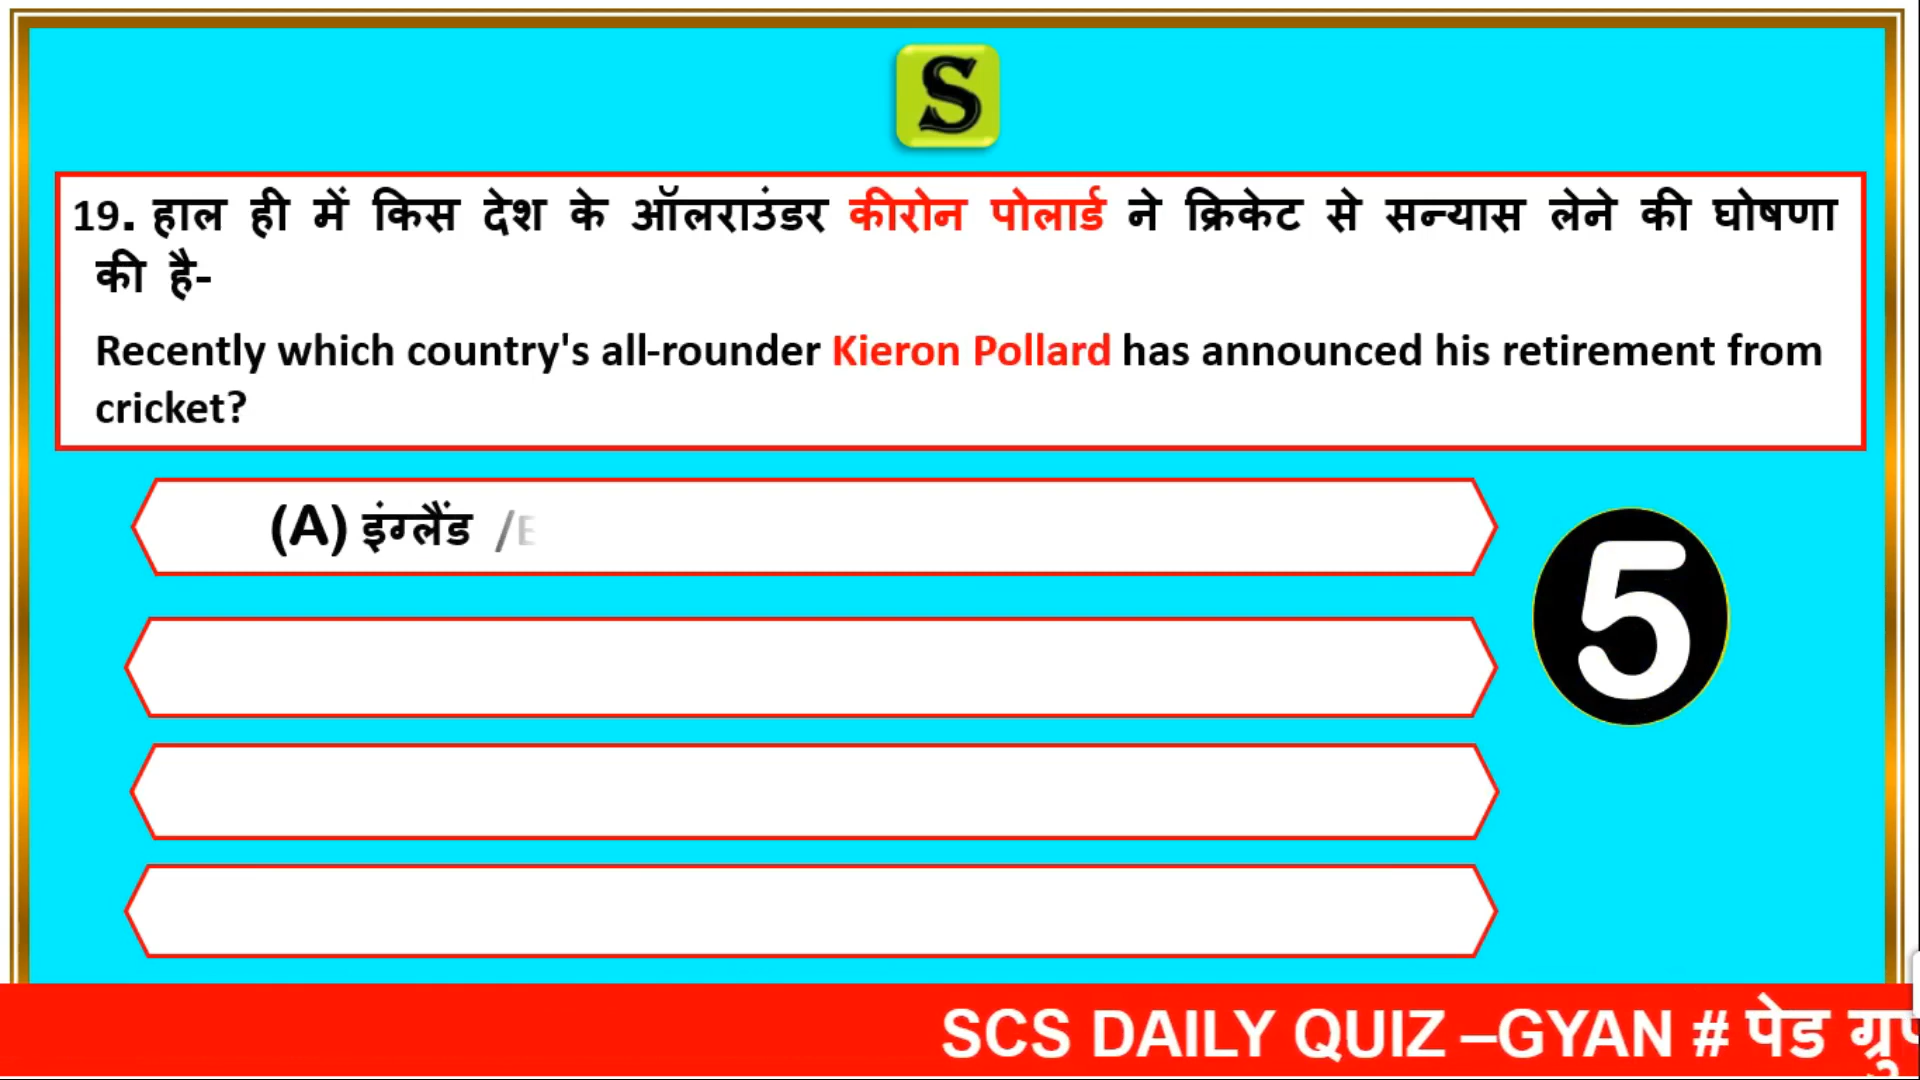 S
19. हाल ही में किस देश के ऑलराउंडर कीरोन पोलार्ड ने क्रिकेट से सन्यास लेने की घोषणा
की है-
Recently which country's all-rounder Kieron Pollard has announced his retirement from
cricket?
(A) इंग्लैंड /E
5
SCS DAILY QUIZ –GYAN # पेड